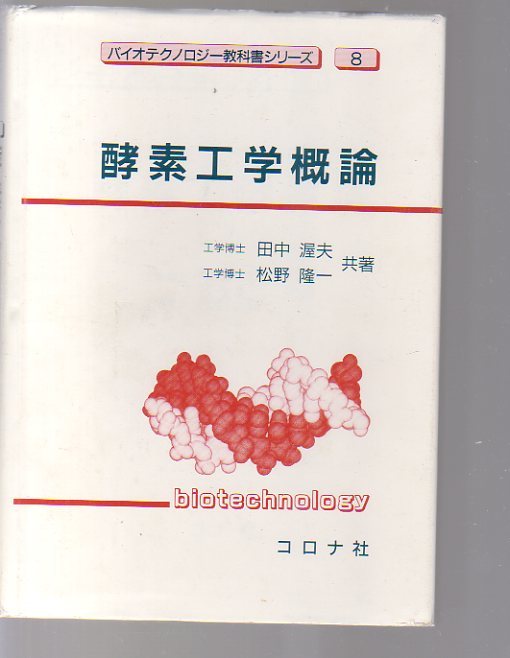 バイオテクノロジー教科書シリーズ 8
酵素工学概論
工学博士 田中 渥夫
工学博士 松野 隆一
共著
biotechnology
コロナ社